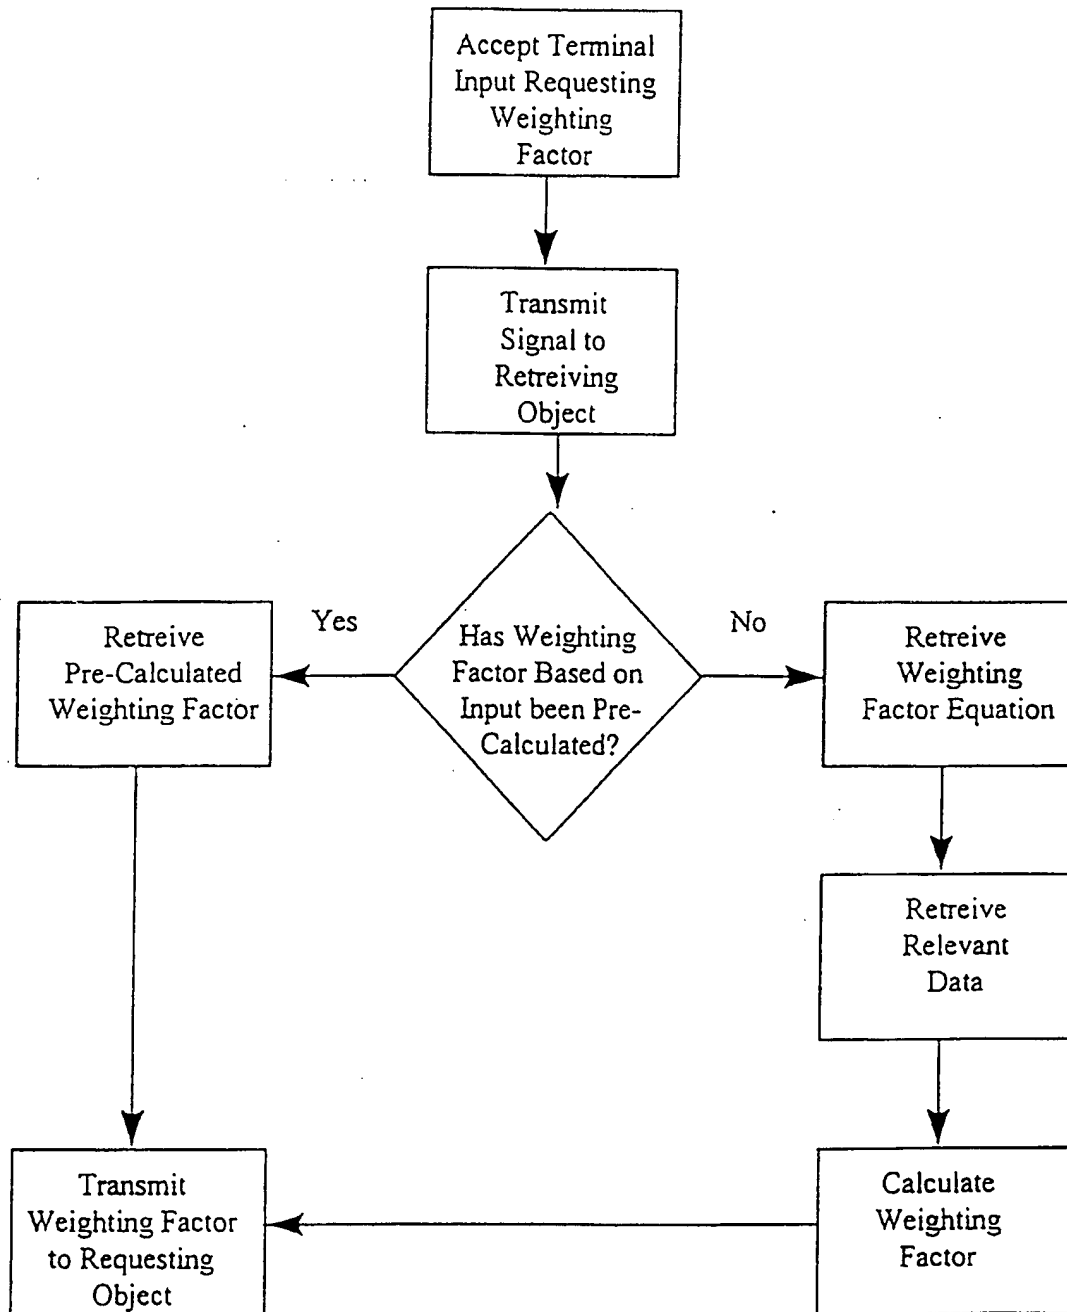 Accept Terminal
Input Requesting
Weighting
Factor
Transmit
Signal to
Retreiving
Object
Has Weighting
Factor Based on
Input been Pre-
Calculated?
Yes
No
Retreive
Pre-Calculated
Weighting Factor
Retreive
Weighting
Factor Equation
Retreive
Relevant
Data
Calculate
Weighting
Factor
Transmit
Weighting Factor
to Requesting
Object